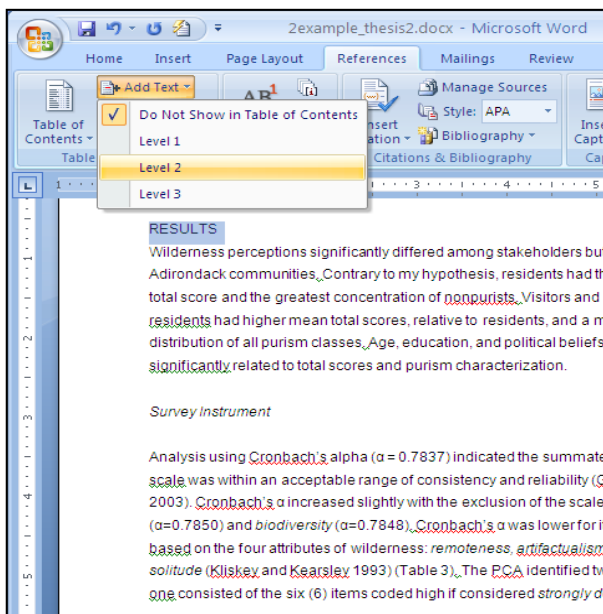 2example_thesis2.docx - Microsoft Word
Home Insert Page Layout References Mailings Review
Add Text
AB1
Manage Sources
Table of Contents
Style: APA
Bibliography
Table
Citations & Bibliography
Do Not Show in Table of Contents
Level 1
Level 2
Level 3
L 1 3 4 5
RESULTS
Wilderness perceptions significantly differed among stakeholders
Adirondack communities. Contrary to my hypothesis, residents had
total score and the greatest concentration of nonpurists. Visitors and
residents had higher mean total scores, relative to residents, and a
distribution of all purism classes. Age, education, and political beliefs
significantly related to total scores and purism characterization.
Survey Instrument
Analysis using Cronbach's alpha (α = 0.7837) indicated the
scale was within an acceptable range of consistency and reliability
2003). Cronbach's α increased slightly with the exclusion of the scale
(α=0.7850) and biodiversity (α=0.7848). Cronbach's α was lower for
based on the four attributes of wilderness: remoteness, artifactualism
solitude (Kliskey and Kearsley 1993) (Table 3). The PCA identified
one consisted of the six (6) items coded high if considered strongly